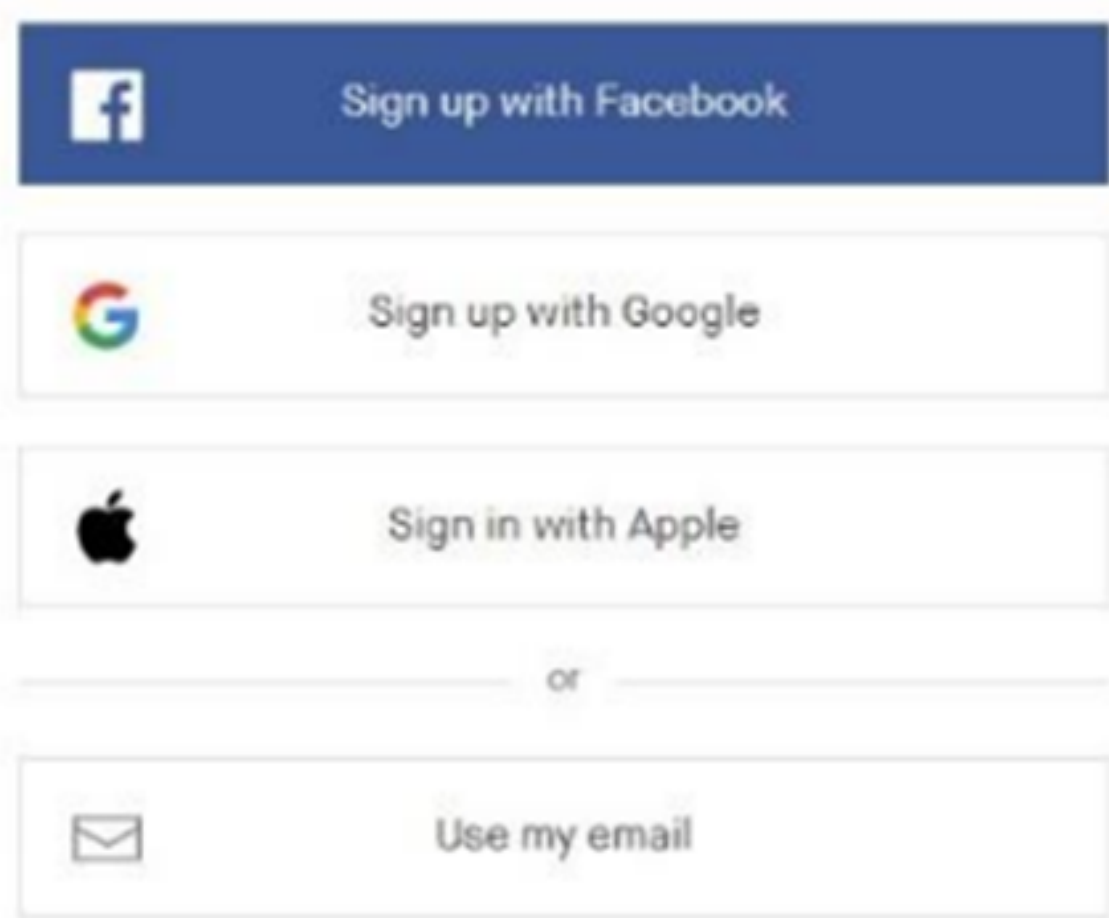 Sign up with Facebook
Sign up with Google
Sign in with Apple
or
Use my email